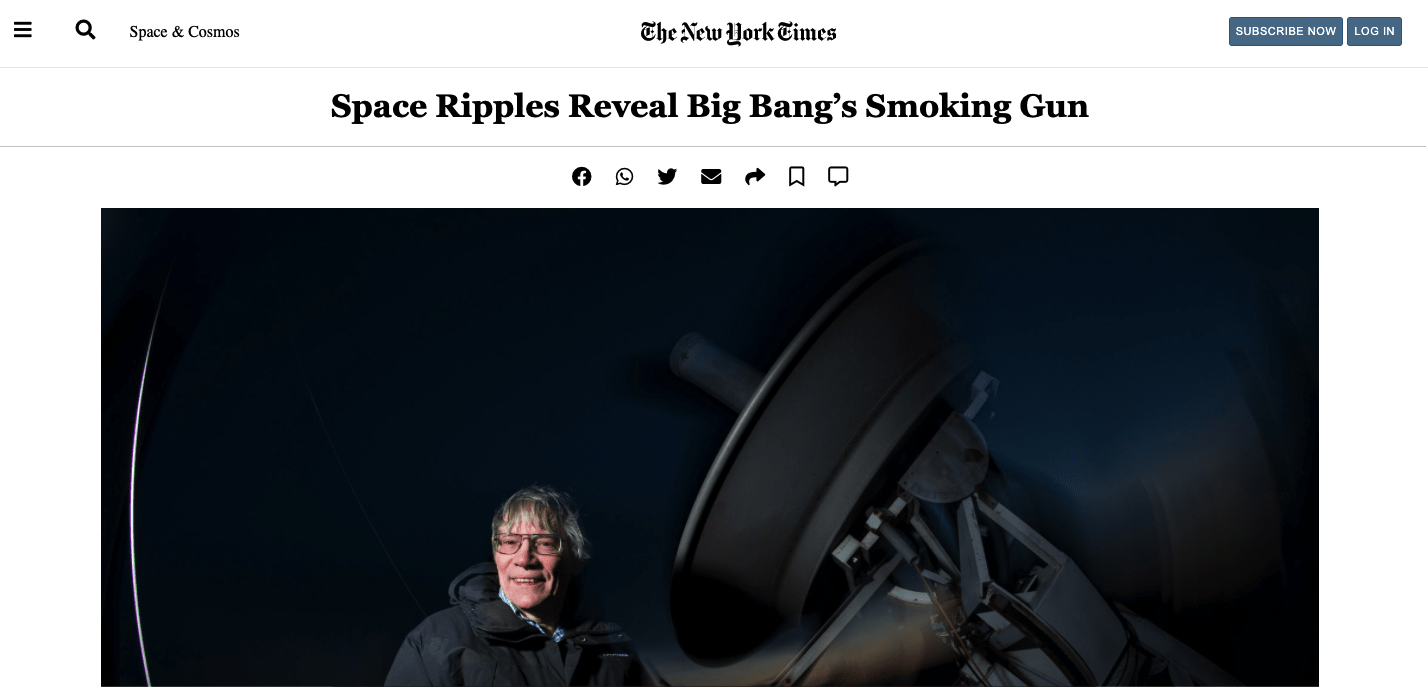 Space & Cosmos
The New York Times
SUBSCRIBE NOW
LOG IN
Space Ripples Reveal Big Bang’s Smoking Gun